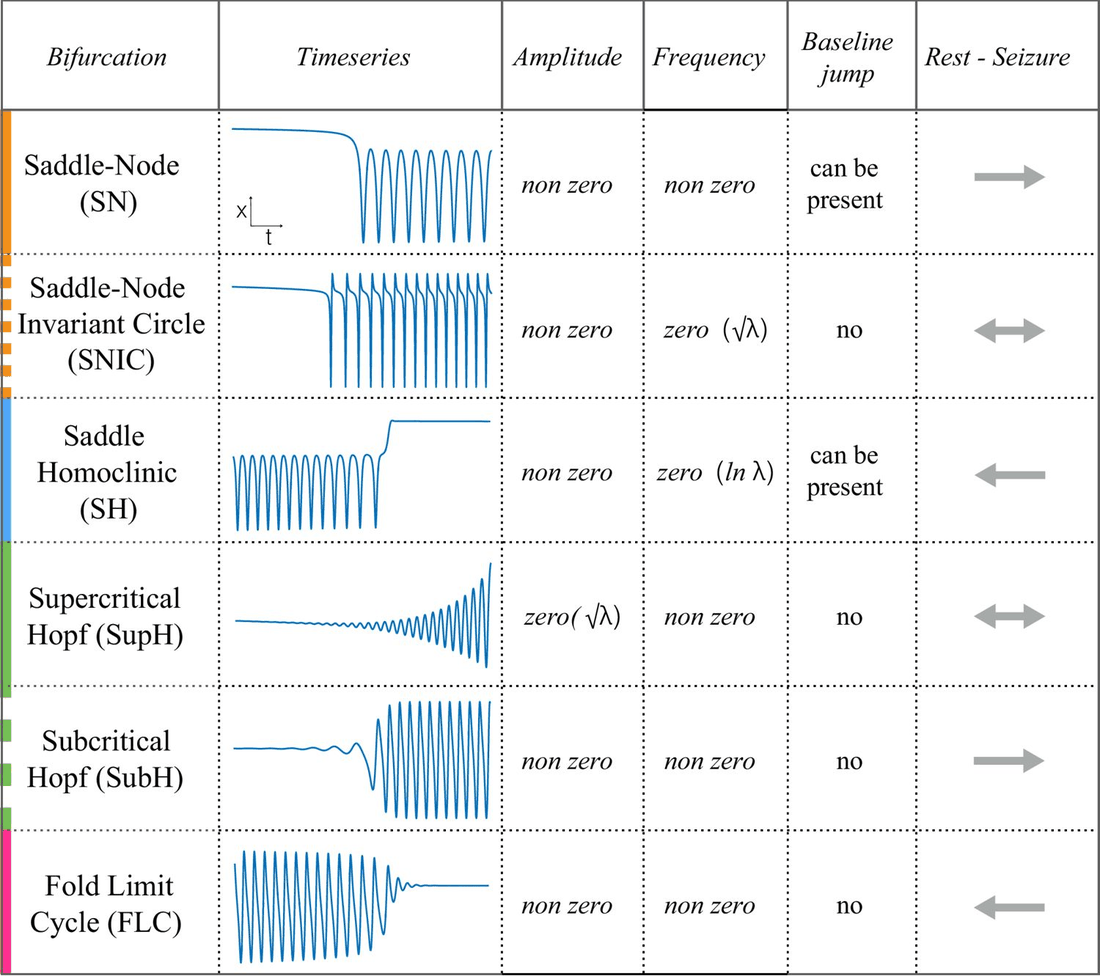 Bifurcation
Timeseries
Amplitude
Frequency
Baseline
jump
Rest - Seizure
Saddle-Node
(SN)
x
t
non zero
non zero
can be
present
Saddle-Node
Invariant Circle
(SNIC)
non zero
zero (√λ)
no
Saddle
Homoclinic
(SH)
non zero
zero (ln λ)
can be
present
Supercritical
Hopf (SupH)
zero( √λ)
non zero
no
Subcritical
Hopf (SubH)
non zero
non zero
no
Fold Limit
Cycle (FLC)
non zero
non zero
no